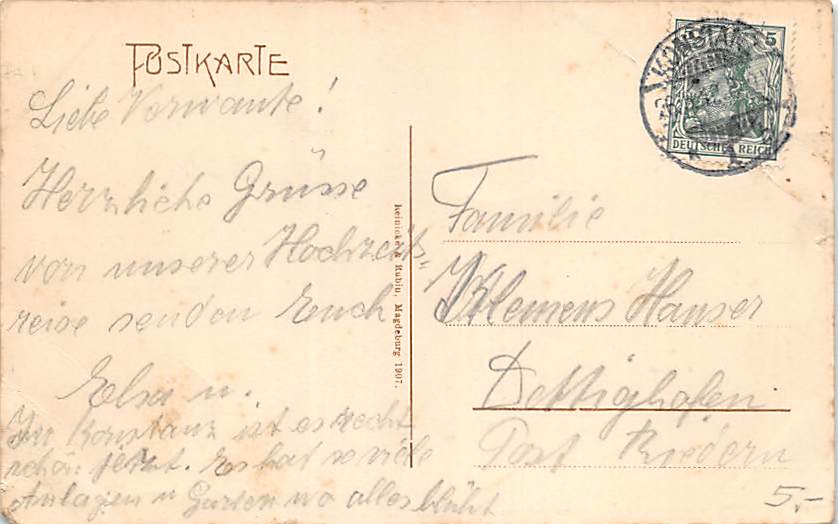 POSTKARTE
Liebe Verwante!
Herzliche Grüsse
von unserer Hochzeits-
reise senden Euch
Elsa u.
In Konstanz ist es recht
schön jetzt. Es hat so viele
Anlagen u Garten wo alles blüht
Reinicke & Rubin, Magdeburg 1907.
KONSTANZ
5
DEUTSCHES REICH
Familie
Klemens Hauser
Dettighofen
Post Riedern
5.-